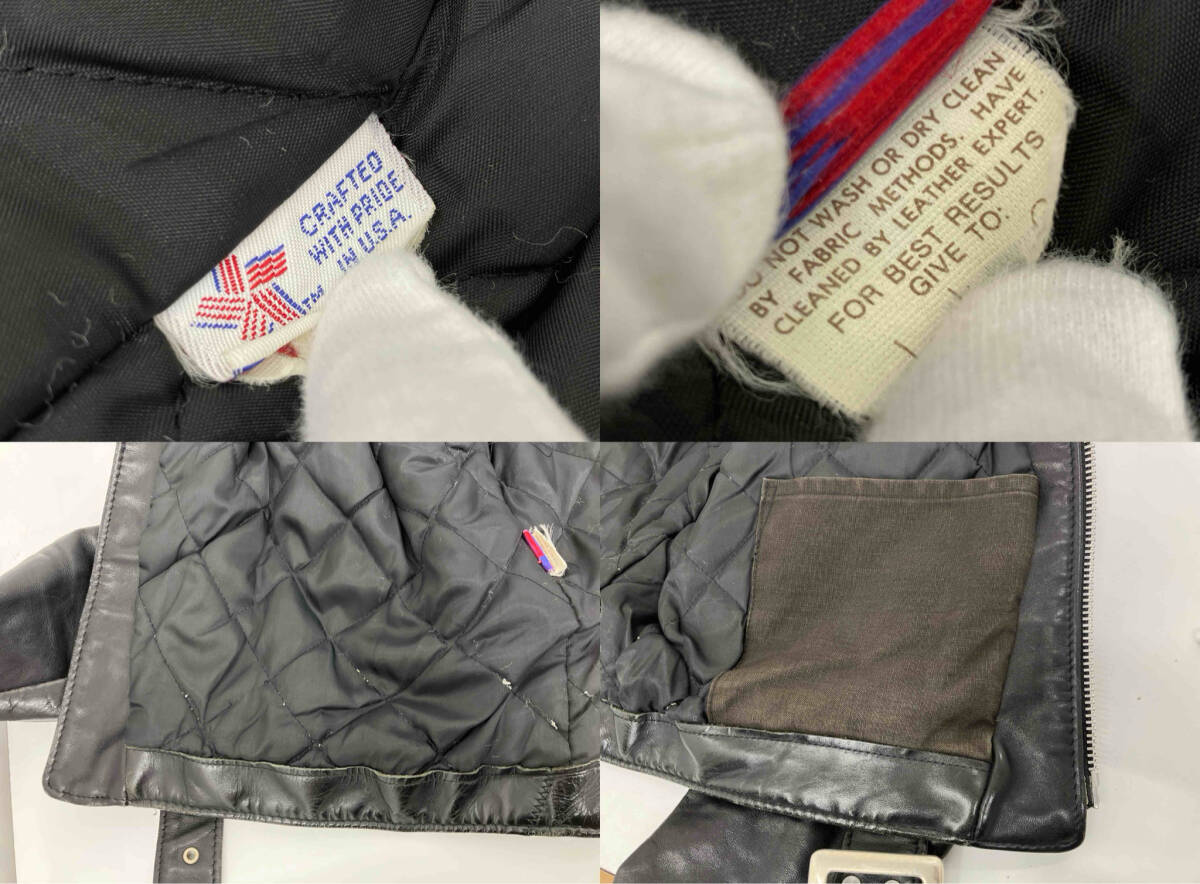 CRAFTED
WITH PRIDE
IN U.S.A.
TM
NOT WASH OR DRY CLEAN
BY FABRIC METHODS. HAVE
CLEANED BY LEATHER EXPERT.
FOR BEST RESULTS
GIVE TO: